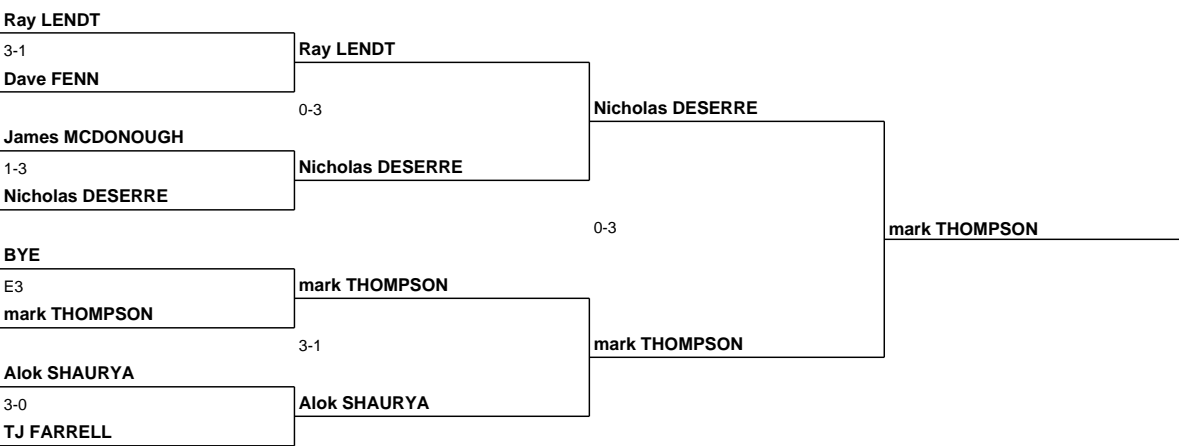 Ray LENDT
3-1
Dave FENN
James MCDONOUGH
1-3
Nicholas DESERRE
BYE
E3
mark THOMPSON
Alok SHAURYA
3-0
TJ FARRELL
Ray LENDT
0-3
Nicholas DESERRE
mark THOMPSON
3-1
Alok SHAURYA
Nicholas DESERRE
0-3
mark THOMPSON
mark THOMPSON